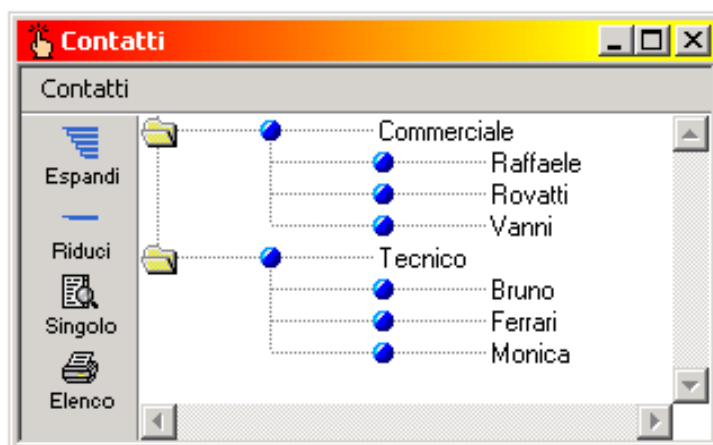 Contatti
Contatti
Espandi
Riduci
Singolo
Elenco
Commerciale
Raffaele
Rovatti
Vanni
Tecnico
Bruno
Ferrari
Monica